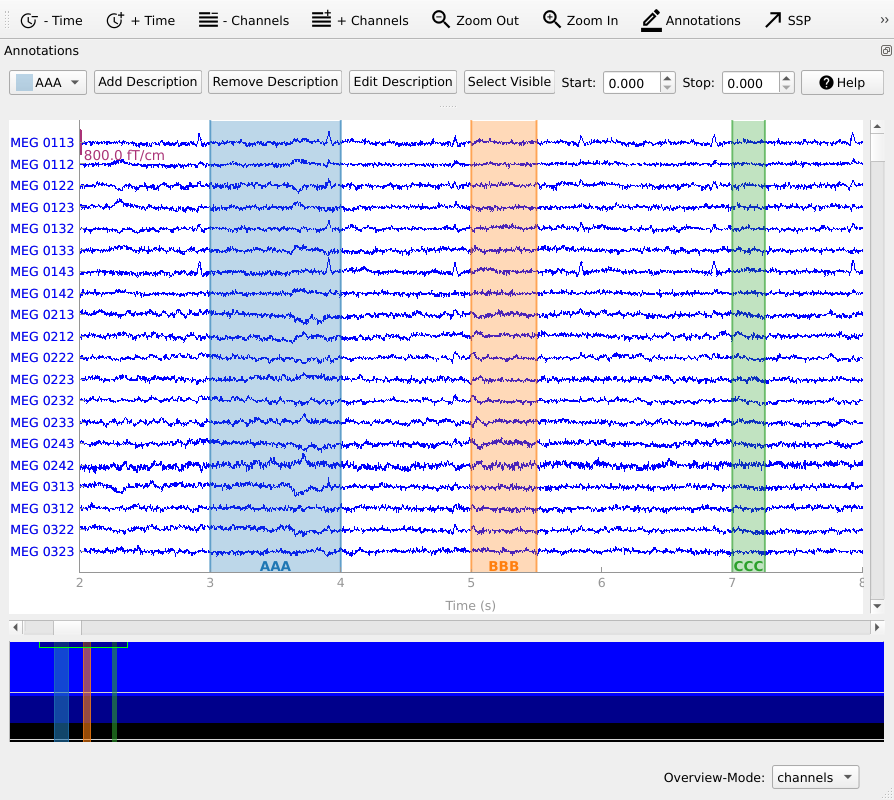 - Time + Time - Channels + Channels Zoom Out Zoom In Annotations SSP »
Annotations
AAA Add Description Remove Description Edit Description Select Visible Start: 0.000 Stop: 0.000 Help
MEG 0113
800.0 fT/cm
MEG 0112
MEG 0122
MEG 0123
MEG 0132
MEG 0133
MEG 0143
MEG 0142
MEG 0213
MEG 0212
MEG 0222
MEG 0223
MEG 0232
MEG 0233
MEG 0243
MEG 0242
MEG 0313
MEG 0312
MEG 0322
MEG 0323
AAA BBB CCC
2 3 4 5 6 7 8
Time (s)
Overview-Mode: channels